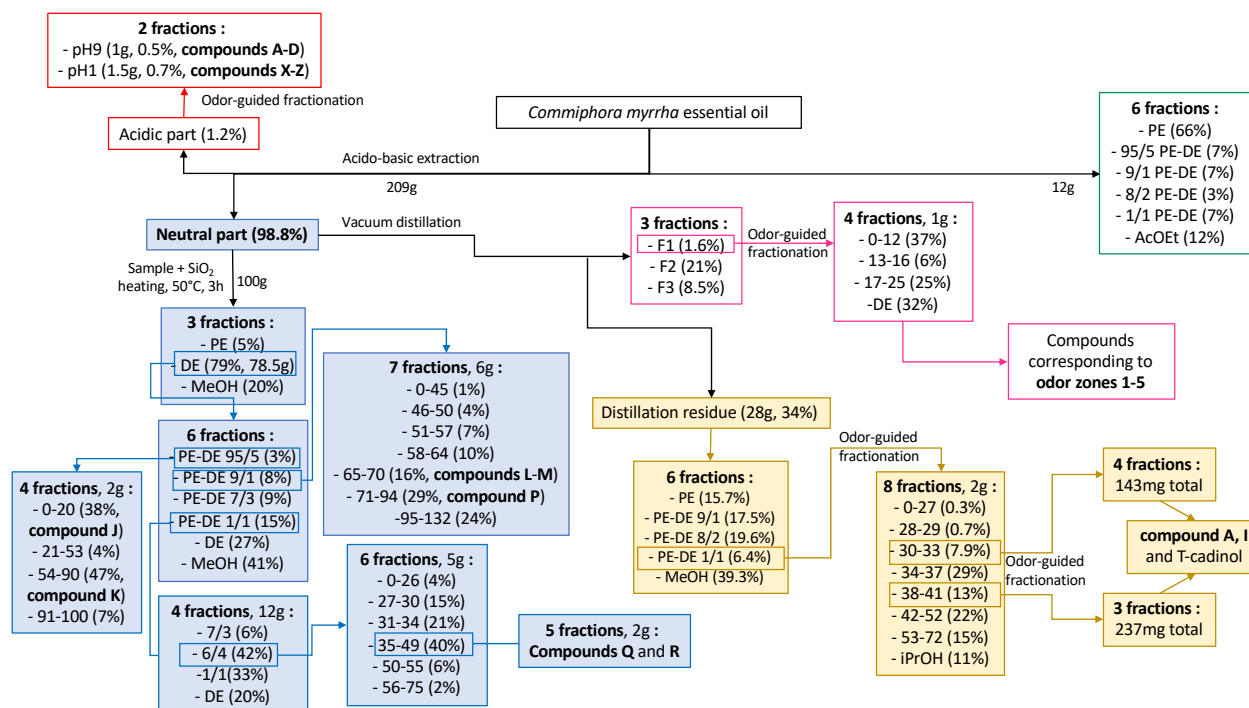 2 fractions :
- pH9 (1g, 0.5%, compounds A-D)
- pH1 (1.5g, 0.7%, compounds X-Z)
Odor-guided fractionation
Acidic part (1.2%)
Commiphora myrrha essential oil
Acido-basic extraction
209g
12g
6 fractions :
- PE (66%)
- 95/5 PE-DE (7%)
- 9/1 PE-DE (7%)
- 8/2 PE-DE (3%)
- 1/1 PE-DE (7%)
- AcOEt (12%)
Neutral part (98.8%)
Vacuum distillation
3 fractions :
- F1 (1.6%)
- F2 (21%)
- F3 (8.5%)
Odor-guided
fractionation
4 fractions, 1g :
- 0-12 (37%)
- 13-16 (6%)
- 17-25 (25%)
-DE (32%)
Compounds
corresponding to
odor zones 1-5
Sample + SiO2
heating, 50°C, 3h
100g
3 fractions :
- PE (5%)
- DE (79%, 78.5g)
- MeOH (20%)
6 fractions :
- PE-DE 95/5 (3%)
- PE-DE 9/1 (8%)
- PE-DE 7/3 (9%)
- PE-DE 1/1 (15%)
- DE (27%)
- MeOH (41%)
7 fractions, 6g :
- 0-45 (1%)
- 46-50 (4%)
- 51-57 (7%)
- 58-64 (10%)
- 65-70 (16%, compounds L-M)
- 71-94 (29%, compound P)
-95-132 (24%)
4 fractions, 2g :
- 0-20 (38%,
compound J)
- 21-53 (4%)
- 54-90 (47%,
compound K)
- 91-100 (7%)
4 fractions, 12g :
- 7/3 (6%)
- 6/4 (42%)
-1/1(33%)
- DE (20%)
6 fractions, 5g :
- 0-26 (4%)
- 27-30 (15%)
- 31-34 (21%)
- 35-49 (40%)
- 50-55 (6%)
- 56-75 (2%)
5 fractions, 2g :
Compounds Q and R
Distillation residue (28g, 34%)
6 fractions :
- PE (15.7%)
- PE-DE 9/1 (17.5%)
- PE-DE 8/2 (19.6%)
- PE-DE 1/1 (6.4%)
- MeOH (39.3%)
Odor-guided
fractionation
8 fractions, 2g :
- 0-27 (0.3%)
- 28-29 (0.7%)
- 30-33 (7.9%)
- 34-37 (29%)
- 38-41 (13%)
- 42-52 (22%)
- 53-72 (15%)
- iPrOH (11%)
Odor-guided
fractionation
4 fractions :
143mg total
compound A, I
and T-cadinol
3 fractions :
237mg total